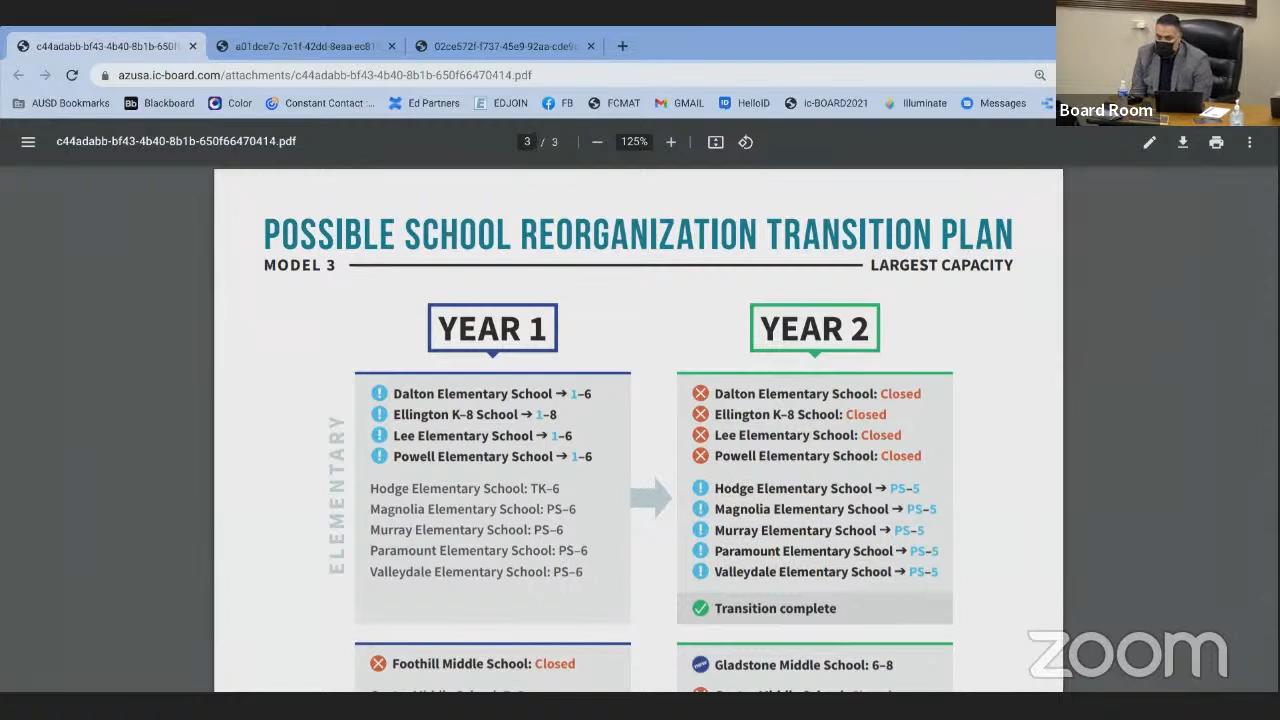 c44adabb-bf43-4b40-8b1b-650f
a01dce7c-7c1f-42dd-8eaa-ec81
02ce572f-f737-45e9-92aa-cde9
azusa.ic-board.com/attachments/c44adabb-bf43-4b40-8b1b-650f66470414.pdf
AUSD Bookmarks
Bb Blackboard
Color
Constant Contact :...
Ed Partners
EDJOIN
FB
FCMAT
GMAIL
HelloID
ic-BOARD2021
Illuminate
Messages
Board Room
c44adabb-bf43-4b40-8b1b-650f66470414.pdf
3 / 3
125%
POSSIBLE SCHOOL REORGANIZATION TRANSITION PLAN
MODEL 3
LARGEST CAPACITY
YEAR 1
YEAR 2
ELEMENTARY
Dalton Elementary School → 1–6
Ellington K–8 School → 1–8
Lee Elementary School → 1–6
Powell Elementary School → 1–6
Hodge Elementary School: TK–6
Magnolia Elementary School: PS–6
Murray Elementary School: PS–6
Paramount Elementary School: PS–6
Valleydale Elementary School: PS–6
Dalton Elementary School: Closed
Ellington K–8 School: Closed
Lee Elementary School: Closed
Powell Elementary School: Closed
Hodge Elementary School → PS–5
Magnolia Elementary School → PS–5
Murray Elementary School → PS–5
Paramount Elementary School → PS–5
Valleydale Elementary School → PS–5
Transition complete
Foothill Middle School: Closed
Gladstone Middle School: 6–8
zoom